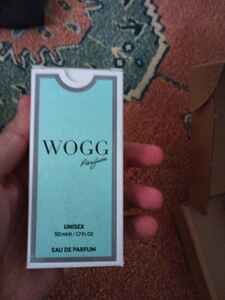 WOGG
Parfum
UNISEX
50 ml ℮ / 1.7 fl. Oz
EAU DE PARFUM